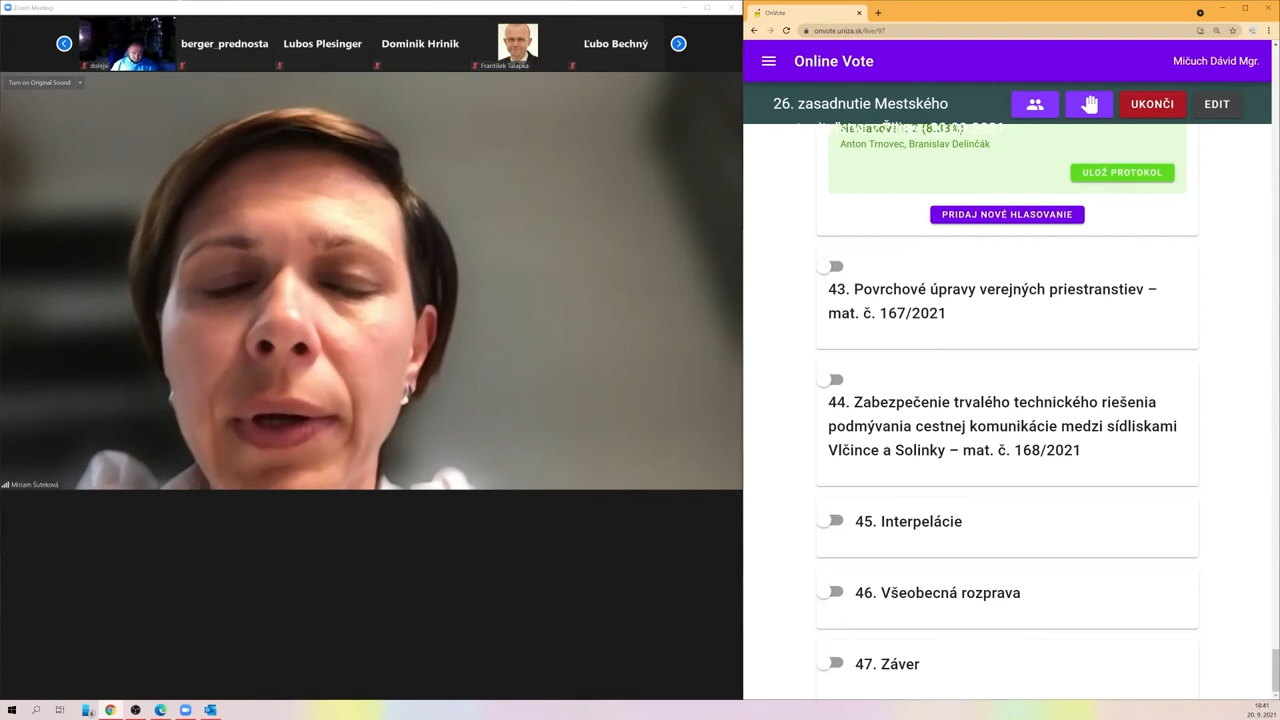 Zoom Meeting
berger_prednosta
Lubos Plesinger
Dominik Hrinik
Ľubo Bechný
dolejsi
František Talapka
Turn on Original Sound
Miriam Šuteková
OnVote
onvote.uniza.sk/live/97
Online Vote
Mičuch Dávid Mgr.
26. zasadnutie Mestského
UKONČI
EDIT
Anton Trnovec, Branislav Delinčák
ULOŽ PROTOKOL
PRIDAJ NOVÉ HLASOVANIE
43. Povrchové úpravy verejných priestranstiev –
mat. č. 167/2021
44. Zabezpečenie trvalého technického riešenia
podmývania cestnej komunikácie medzi sídliskami
Vlčince a Solinky – mat. č. 168/2021
45. Interpelácie
46. Všeobecná rozprava
47. Záver
18:41
20. 9. 2021